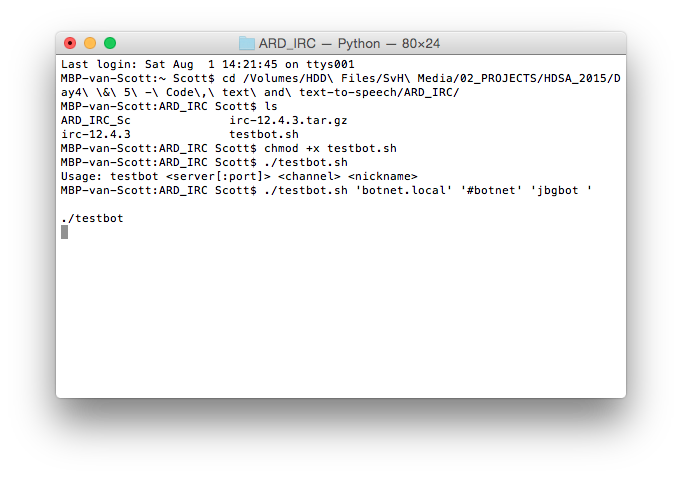 ARD_IRC — Python — 80×24
Last login: Sat Aug  1 14:21:45 on ttys001
MBP-van-Scott:~ Scott$ cd /Volumes/HDD\ Files/SvH\ Media/02_PROJECTS/HDSA_2015/D
ay4\ \&\ 5\ -\ Code\,\ text\ and\ text-to-speech/ARD_IRC/
MBP-van-Scott:ARD_IRC Scott$ ls
ARD_IRC_Sc              irc-12.4.3.tar.gz
irc-12.4.3              testbot.sh
MBP-van-Scott:ARD_IRC Scott$ chmod +x testbot.sh
MBP-van-Scott:ARD_IRC Scott$ ./testbot.sh
Usage: testbot <server[:port]> <channel> <nickname>
MBP-van-Scott:ARD_IRC Scott$ ./testbot.sh 'botnet.local' '#botnet' 'jbgbot '
./testbot